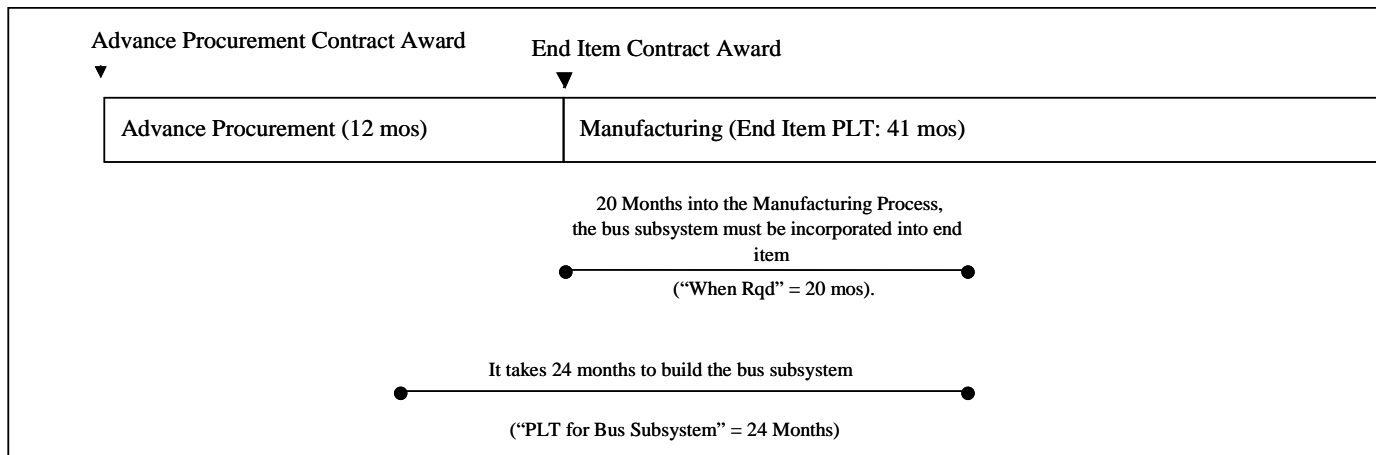 Advance Procurement Contract Award
End Item Contract Award
Advance Procurement (12 mos)
Manufacturing (End Item PLT: 41 mos)
20 Months into the Manufacturing Process,
the bus subsystem must be incorporated into end
item
(“When Rqd” = 20 mos).
It takes 24 months to build the bus subsystem
(“PLT for Bus Subsystem” = 24 Months)